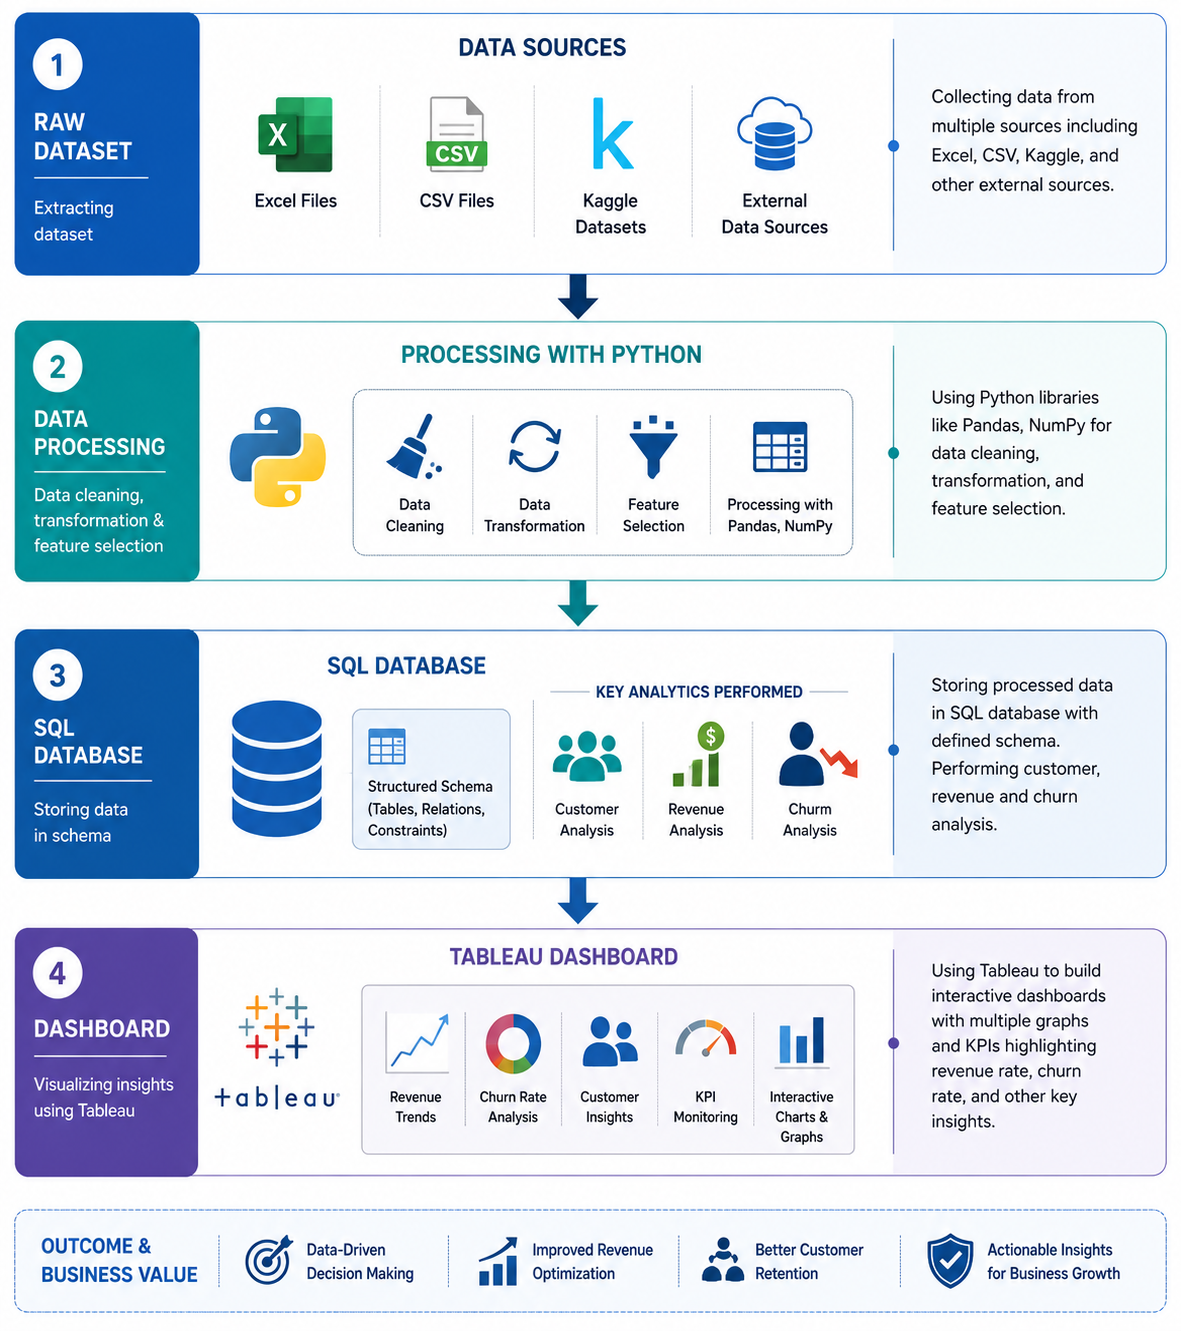 1
RAW
DATASET
Extracting
dataset
DATA SOURCES
X
Excel Files
CSV
CSV Files
k
Kaggle
Datasets
External
Data Sources
Collecting data from
multiple sources including
Excel, CSV, Kaggle, and
other external sources.
2
DATA
PROCESSING
Data cleaning,
transformation &
feature selection
PROCESSING WITH PYTHON
Data
Cleaning
Data
Transformation
Feature
Selection
Processing with
Pandas, NumPy
Using Python libraries
like Pandas, NumPy for
data cleaning,
transformation, and
feature selection.
3
SQL
DATABASE
Storing data
in schema
SQL DATABASE
Structured Schema
(Tables, Relations,
Constraints)
KEY ANALYTICS PERFORMED
Customer
Analysis
$
Revenue
Analysis
Churm
Analysis
Storing processed data
in SQL database with
defined schema.
Performing customer,
revenue and churn
analysis.
4
DASHBOARD
Visualizing insights
using Tableau
TABLEAU DASHBOARD
+ab|eau
Revenue
Trends
Churn Rate
Analysis
Customer
Insights
KPI
Monitoring
Interactive
Charts &
Graphs
Using Tableau to build
interactive dashboards
with multiple graphs
and KPIs highlighting
revenue rate, churn
rate, and other key
insights.
OUTCOME &
BUSINESS VALUE
Data-Driven
Decision Making
Improved Revenue
Optimization
Better Customer
Retention
Actionable Insights
for Business Growth